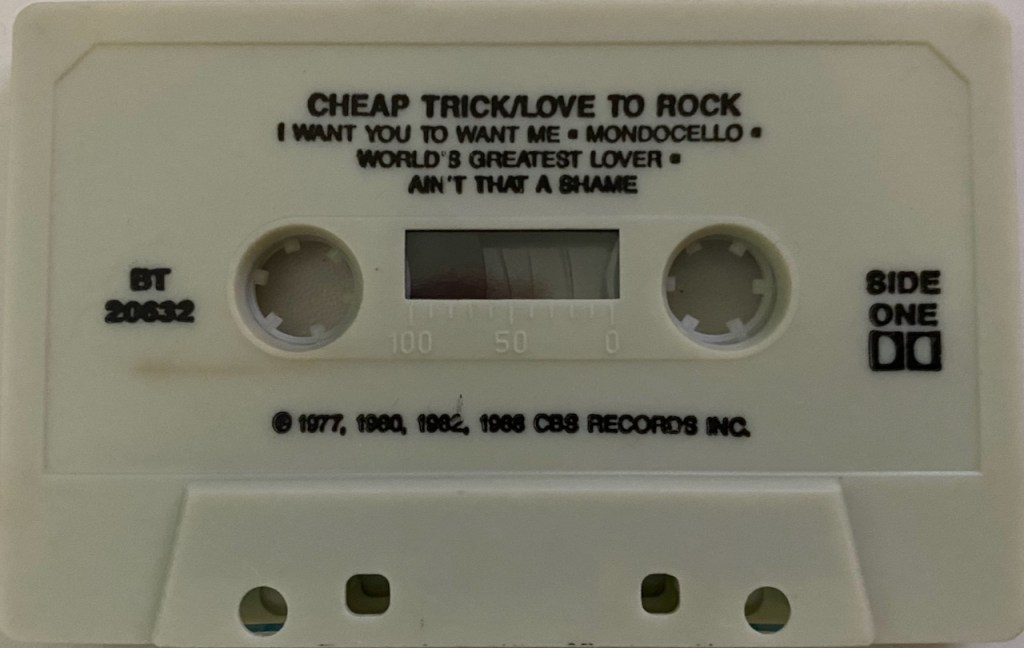 CHEAP TRICK/LOVE TO ROCK
I WANT YOU TO WANT ME • MONDOCELLO •
WORLD'S GREATEST LOVER •
AIN'T THAT A SHAME
BT
20632
SIDE
ONE
100 50 0
℗ 1977, 1980, 1982, 1986 CBS RECORDS INC.